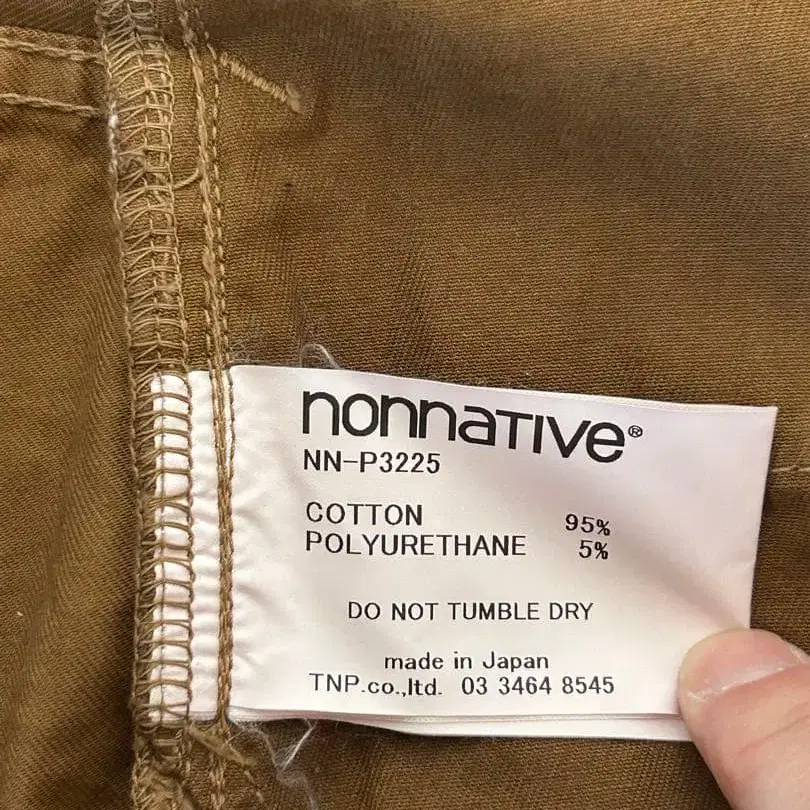 nonnative®
NN-P3225
COTTON 95%
POLYURETHANE 5%
DO NOT TUMBLE DRY
made in Japan
TNP.co.,ltd. 03 3464 8545